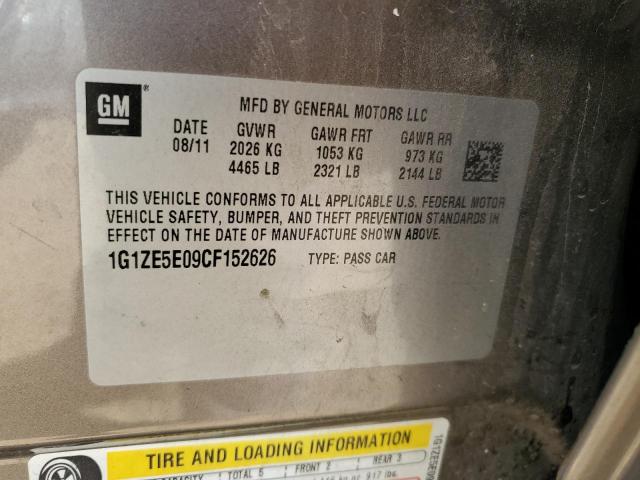 GM
MFD BY GENERAL MOTORS LLC
DATE GVWR GAWR FRT GAWR RR
08/11 2026 KG 1053 KG 973 KG
4465 LB 2321 LB 2144 LB
THIS VEHICLE CONFORMS TO ALL APPLICABLE U.S. FEDERAL MOTOR
VEHICLE SAFETY, BUMPER, AND THEFT PREVENTION STANDARDS IN
EFFECT ON THE DATE OF MANUFACTURE SHOWN ABOVE.
1G1ZE5E09CF152626 TYPE: PASS CAR
TIRE AND LOADING INFORMATION
SEATING CAPACITY TOTAL 5 FRONT 2 REAR 3